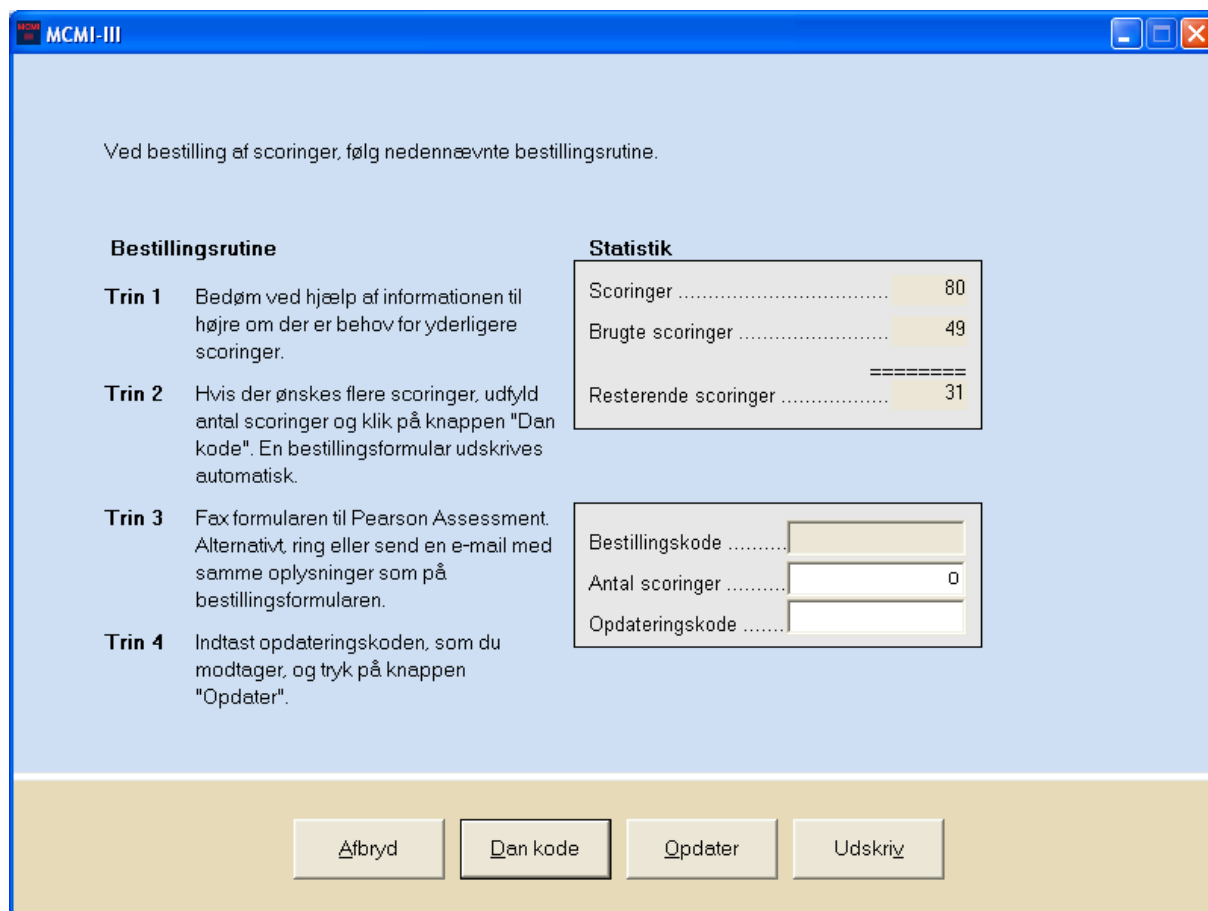 MCMI-III
Ved bestilling af scoringer, følg nedennævnte bestillingsrutine.
Bestillingsrutine
Trin 1 Bedøm ved hjælp af informationen til
højre om der er behov for yderligere
scoringer.
Trin 2 Hvis der ønskes flere scoringer, udfyld
antal scoringer og klik på knappen "Dan
kode". En bestillingsformular udskrives
automatisk.
Trin 3 Fax formularen til Pearson Assessment.
Alternativt, ring eller send en e-mail med
samme oplysninger som på
bestillingsformularen.
Trin 4 Indtast opdateringskoden, som du
modtager, og tryk på knappen
"Opdater".
Statistik
Scoringer ................................... 80
Brugte scoringer ......................... 49
========
Resterende scoringer .................. 31
Bestillingskode ..........
Antal scoringer .......... 0
Opdateringskode .......
Afbryd
Dan kode
Opdater
Udskriv